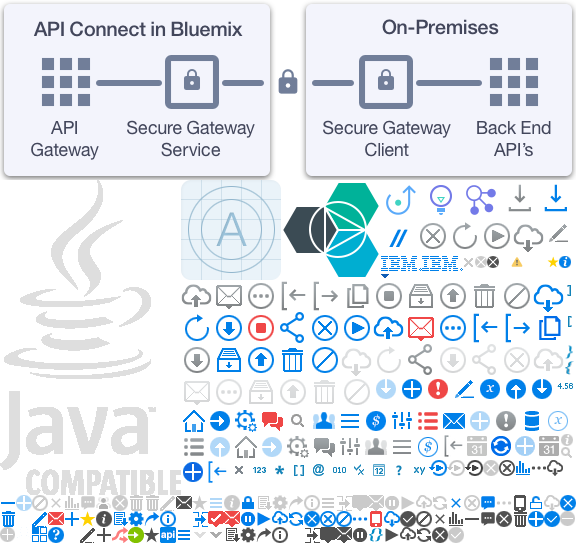 API Connect in Bluemix
On-Premises
API
Gateway
Secure Gateway
Service
Secure Gateway
Client
Back End
API's
A
IBM IBM
4.56
Java
COMPATIBLE
31
31
123
[ ]
@
010
12
?
xy
api
{}